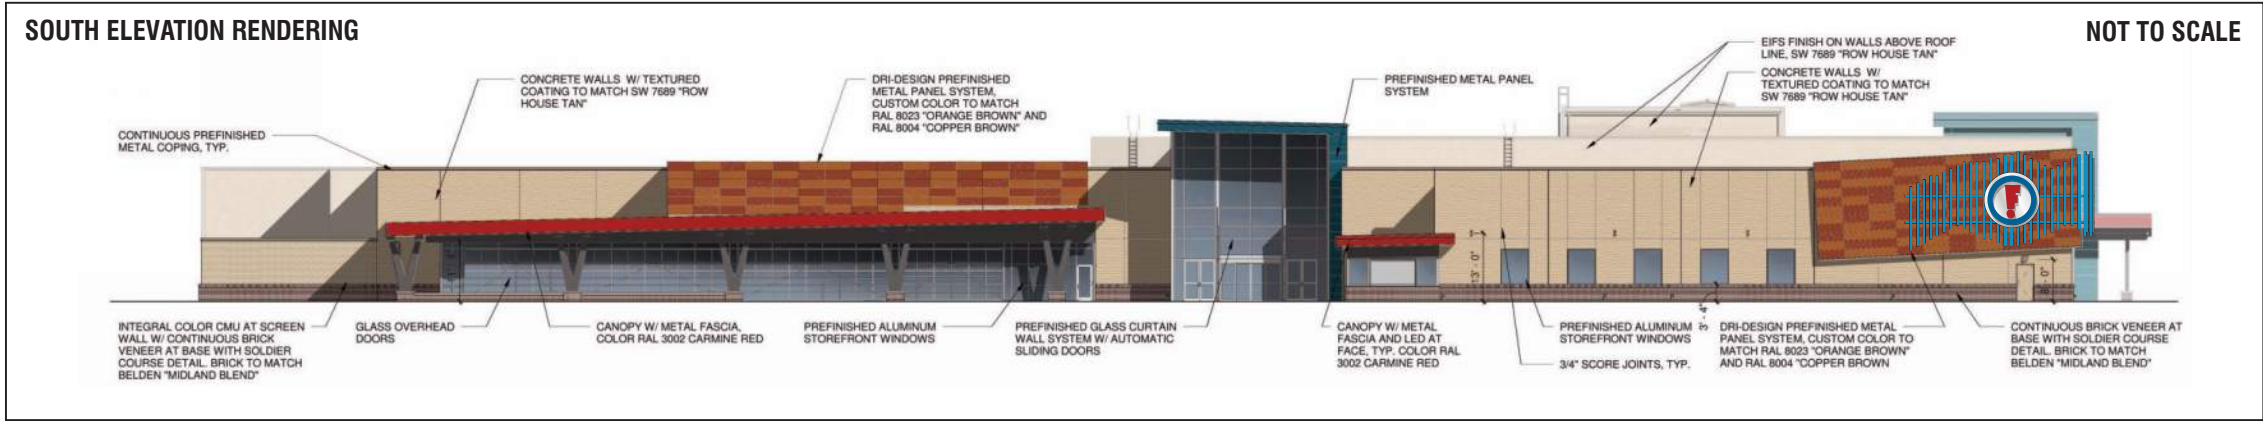 SOUTH ELEVATION RENDERING
NOT TO SCALE
CONTINUOUS PREFINISHED
METAL COPING, TYP.
CONCRETE WALLS W/ TEXTURED
COATING TO MATCH SW 7689 "ROW
HOUSE TAN"
DRI-DESIGN PREFINISHED
METAL PANEL SYSTEM,
CUSTOM COLOR TO MATCH
RAL 8023 "ORANGE BROWN" AND
RAL 8004 "COPPER BROWN"
PREFINISHED METAL PANEL
SYSTEM
EIFS FINISH ON WALLS ABOVE ROOF
LINE, SW 7689 "ROW HOUSE TAN"
CONCRETE WALLS W/
TEXTURED COATING TO MATCH
SW 7689 "ROW HOUSE TAN"
13' - 0"
3' - 4"
8' - 0"
INTEGRAL COLOR CMU AT SCREEN
WALL W/ CONTINUOUS BRICK
VENEER AT BASE WITH SOLDIER
COURSE DETAIL. BRICK TO MATCH
BELDEN "MIDLAND BLEND"
GLASS OVERHEAD
DOORS
CANOPY W/ METAL FASCIA,
COLOR RAL 3002 CARMINE RED
PREFINISHED ALUMINUM
STOREFRONT WINDOWS
PREFINISHED GLASS CURTAIN
WALL SYSTEM W/ AUTOMATIC
SLIDING DOORS
CANOPY W/ METAL
FASCIA AND LED AT
FACE, TYP. COLOR RAL
3002 CARMINE RED
PREFINISHED ALUMINUM
STOREFRONT WINDOWS
3/4" SCORE JOINTS, TYP.
DRI-DESIGN PREFINISHED METAL
PANEL SYSTEM, CUSTOM COLOR TO
MATCH RAL 8023 "ORANGE BROWN"
AND RAL 8004 "COPPER BROWN
CONTINUOUS BRICK VENEER AT
BASE WITH SOLDIER COURSE
DETAIL. BRICK TO MATCH
BELDEN "MIDLAND BLEND"